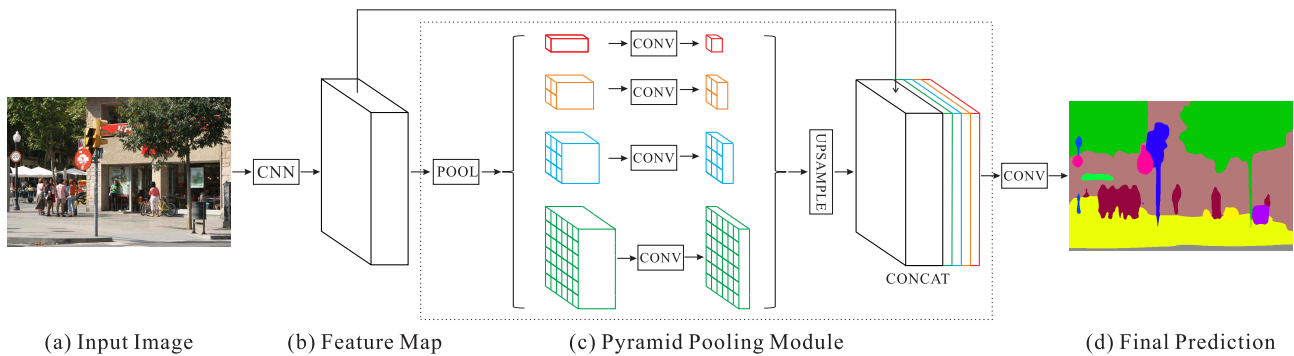 CONV
CONV
CONV
CONV
CNN
POOL
UPSAMPLE
CONV
CONCAT
(a) Input Image
(b) Feature Map
(c) Pyramid Pooling Module
(d) Final Prediction